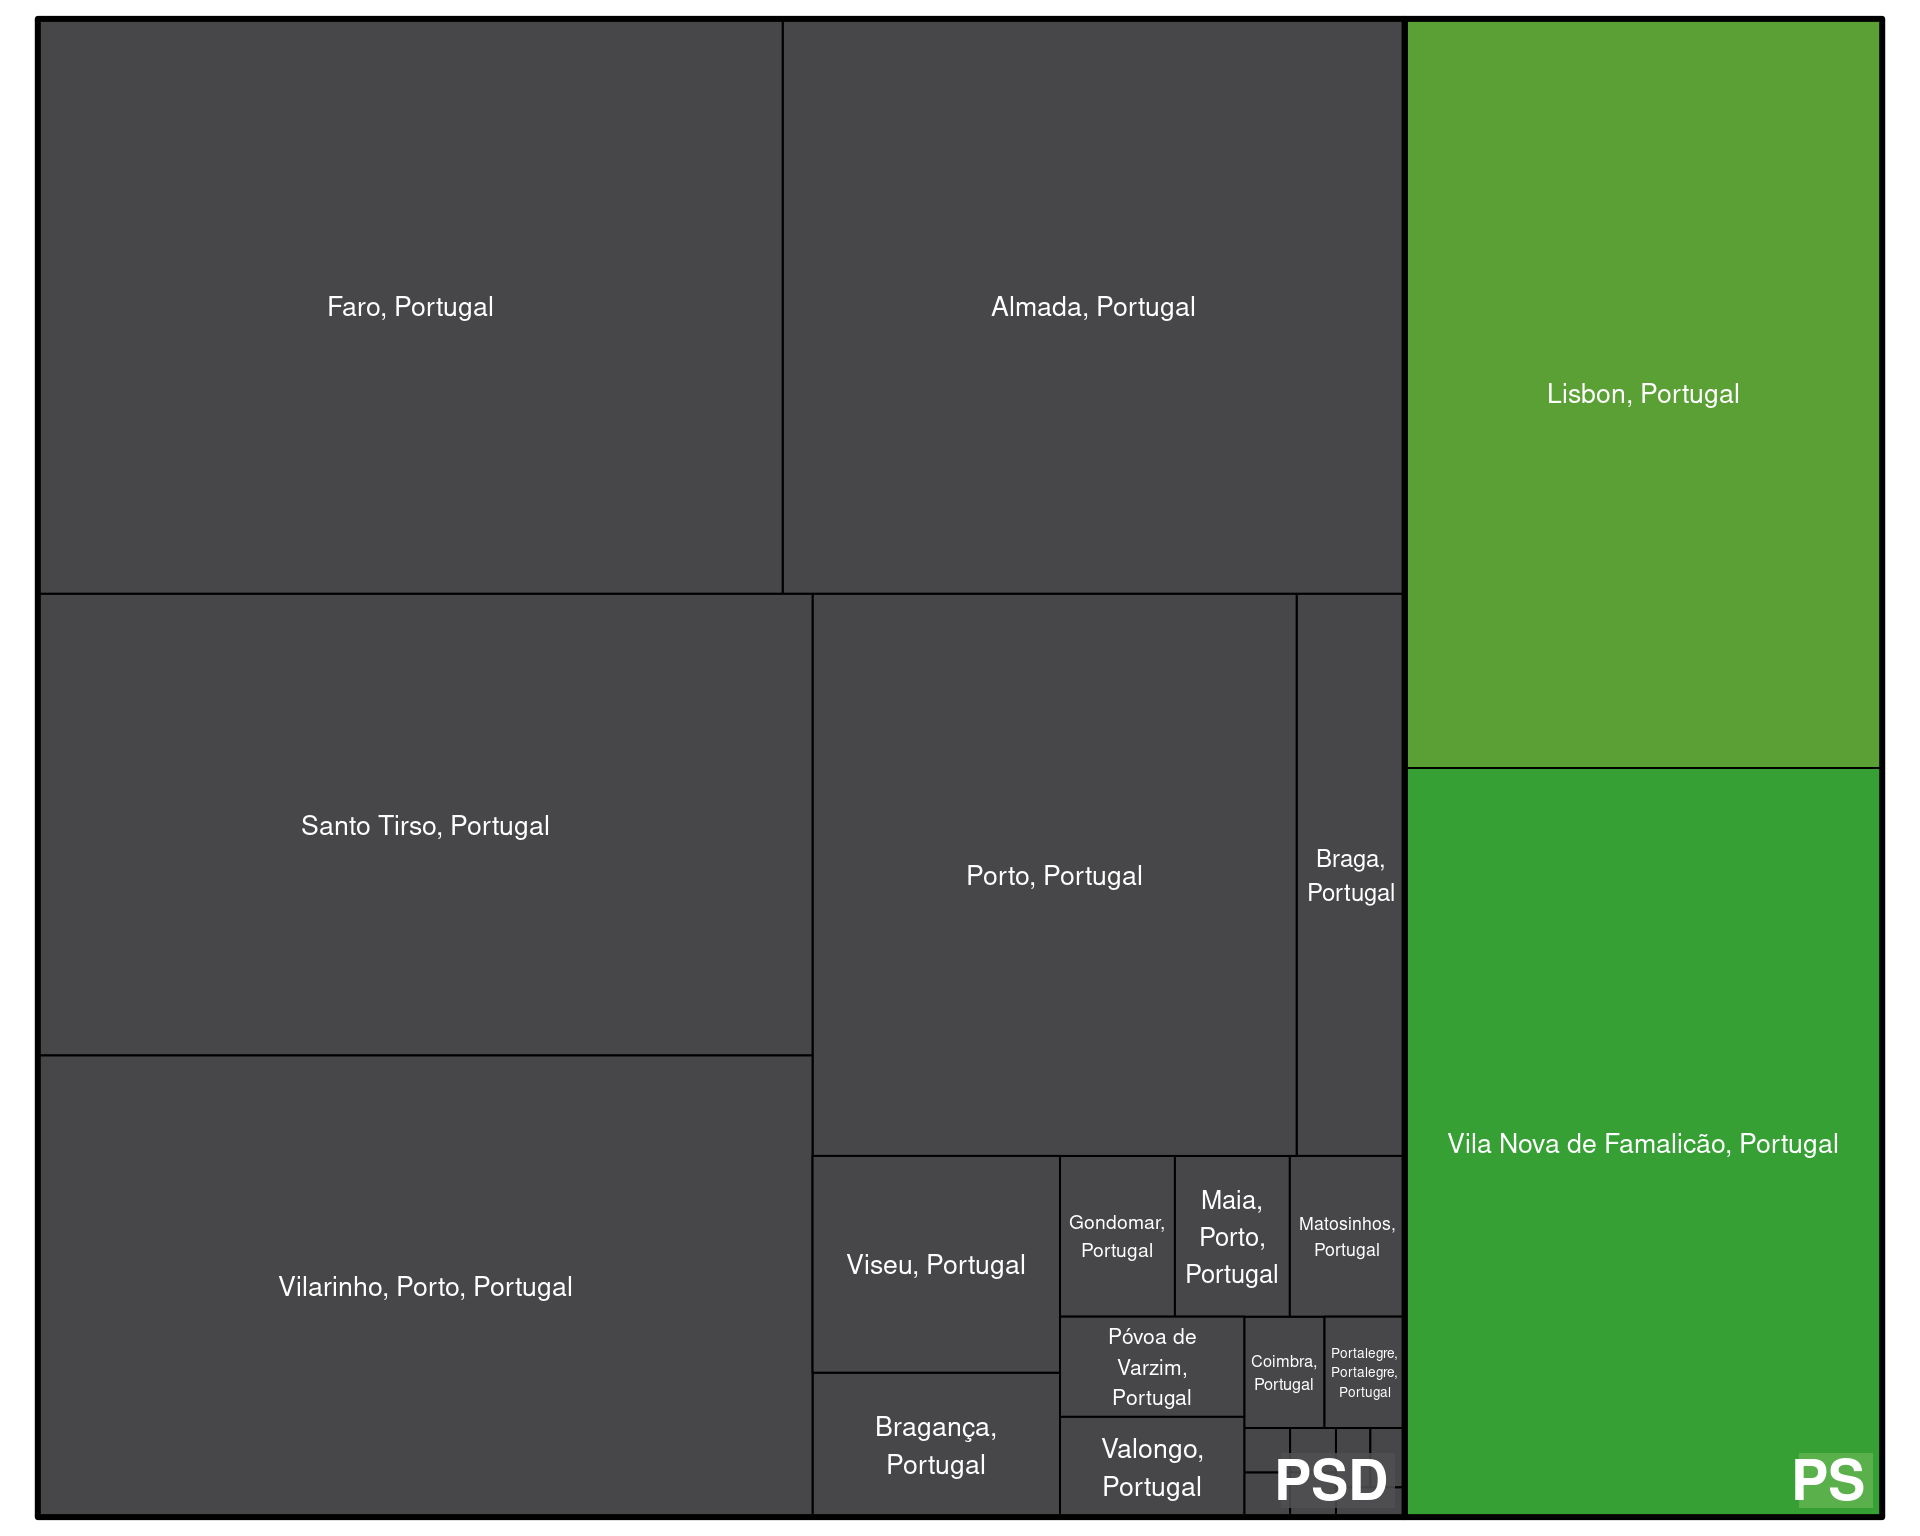 Faro, Portugal
Almada, Portugal
Lisbon, Portugal
Santo Tirso, Portugal
Porto, Portugal
Braga,
Portugal
Vila Nova de Famalicão, Portugal
Vilarinho, Porto, Portugal
Viseu, Portugal
Gondomar,
Portugal
Maia,
Porto,
Portugal
Matosinhos,
Portugal
Póvoa de
Varzim,
Portugal
Coimbra,
Portugal
Portalegre,
Portalegre,
Portugal
Bragança,
Portugal
Valongo,
Portugal
PSD
PS